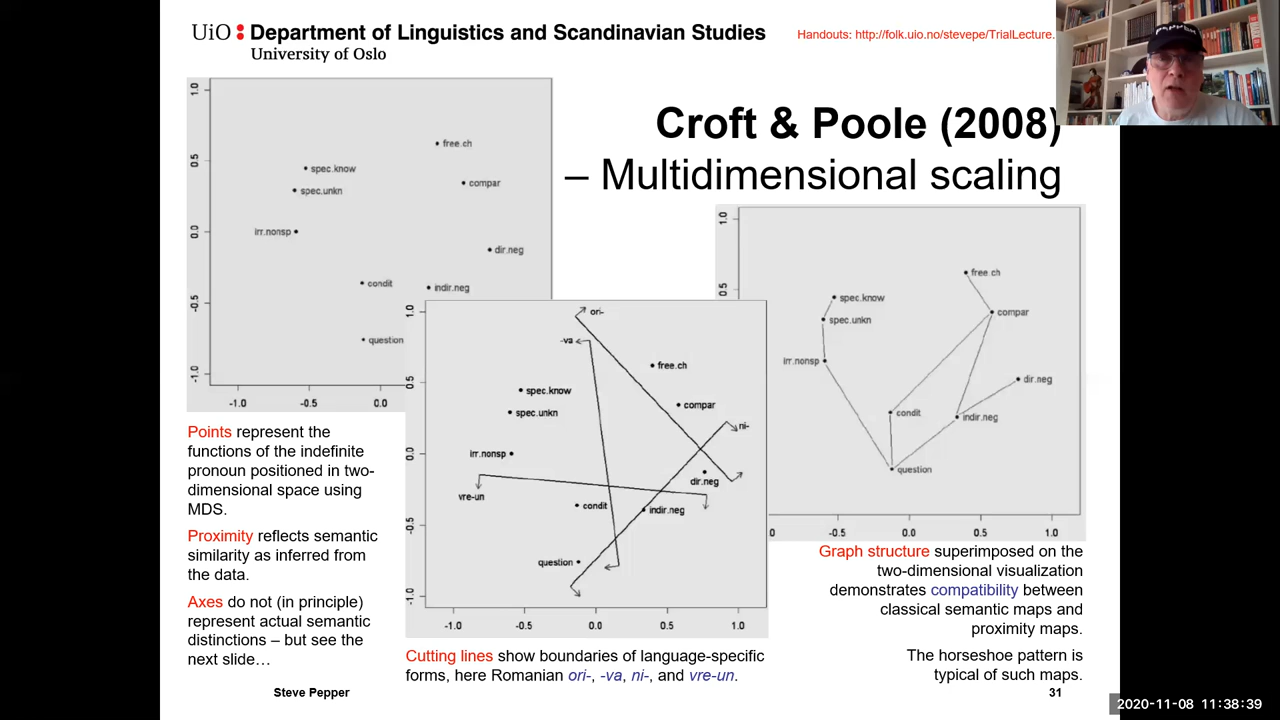 UiO : Department of Linguistics and Scandinavian Studies
University of Oslo
Handouts: http://folk.uio.no/stevepe/TrialLecture.
Croft & Poole (2008)
– Multidimensional scaling
1.0
0.5
0.0
-0.5
-1.0
free.ch
spec.know
compar
spec.unkn
irr.nonsp
dir.neg
condit
indir.neg
question
-1.0 -0.5 0.0
1.0
0.5
0.0
-0.5
-1.0
ori-
-va
free.ch
spec.know
compar
spec.unkn
ni-
irr.nonsp
dir.neg
vre-un
condit
indir.neg
question
-1.0 -0.5 0.0 0.5 1.0
1.0
0.5
free.ch
spec.know
compar
spec.unkn
irr.nonsp
dir.neg
condit
indir.neg
question
0 -0.5 0.0 0.5 1.0
Points represent the
functions of the indefinite
pronoun positioned in two-
dimensional space using
MDS.
Proximity reflects semantic
similarity as inferred from
the data.
Axes do not (in principle)
represent actual semantic
distinctions – but see the
next slide…
Cutting lines show boundaries of language-specific
forms, here Romanian ori-, -va, ni-, and vre-un.
Graph structure superimposed on the
two-dimensional visualization
demonstrates compatibility between
classical semantic maps and
proximity maps.
The horseshoe pattern is
typical of such maps.
Steve Pepper
31
2020-11-08 11:38:39